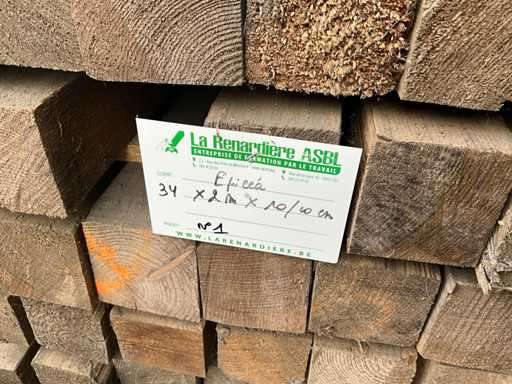 La Renardière ASBL
ENTREPRISE DE FORMATION PAR LE TRAVAIL
Epicéa
34 x 2m x 10/10 cm
N°1
WWW.LARENARDIERE.BE